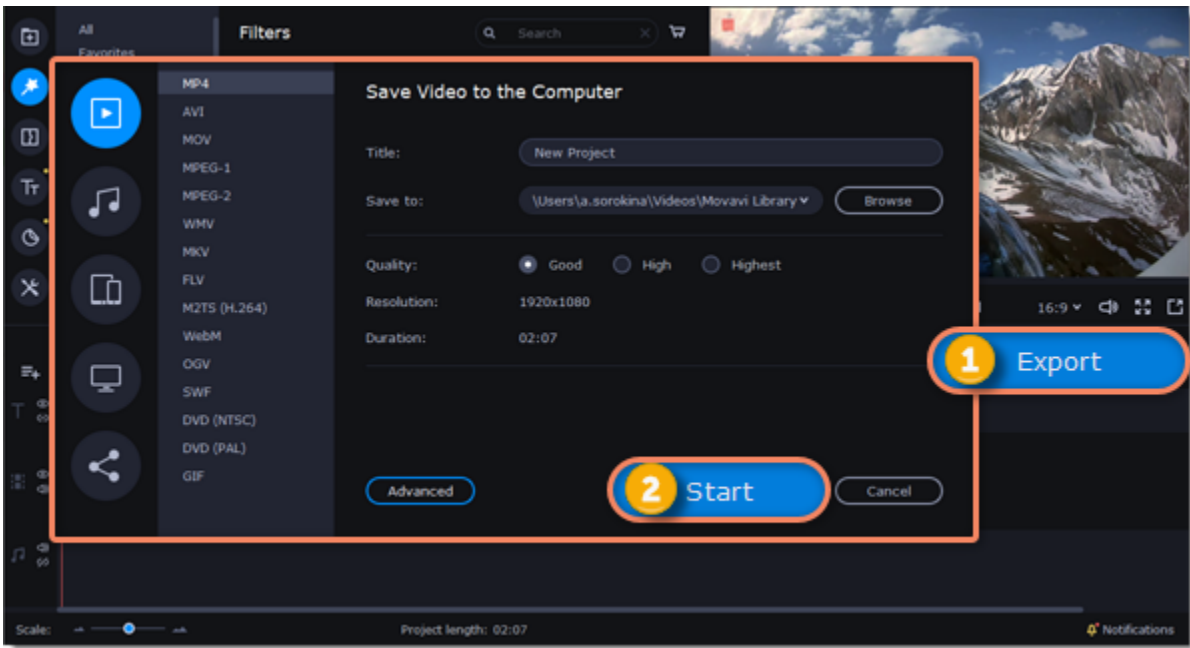 All
Favorites
Filters
Search
MP4
AVI
MOV
MPEG-1
MPEG-2
WMV
MKV
FLV
M2TS (H.264)
WebM
OGV
SWF
DVD (NTSC)
DVD (PAL)
GIF
Save Video to the Computer
Title: New Project
Save to: \Users\a.sorokina\Videos\Movavi Library Browse
Quality: Good High Highest
Resolution: 1920x1080
Duration: 02:07
Advanced
2 Start
Cancel
16:9
1 Export
Tт
T
Scale:
Project length: 02:07
Notifications